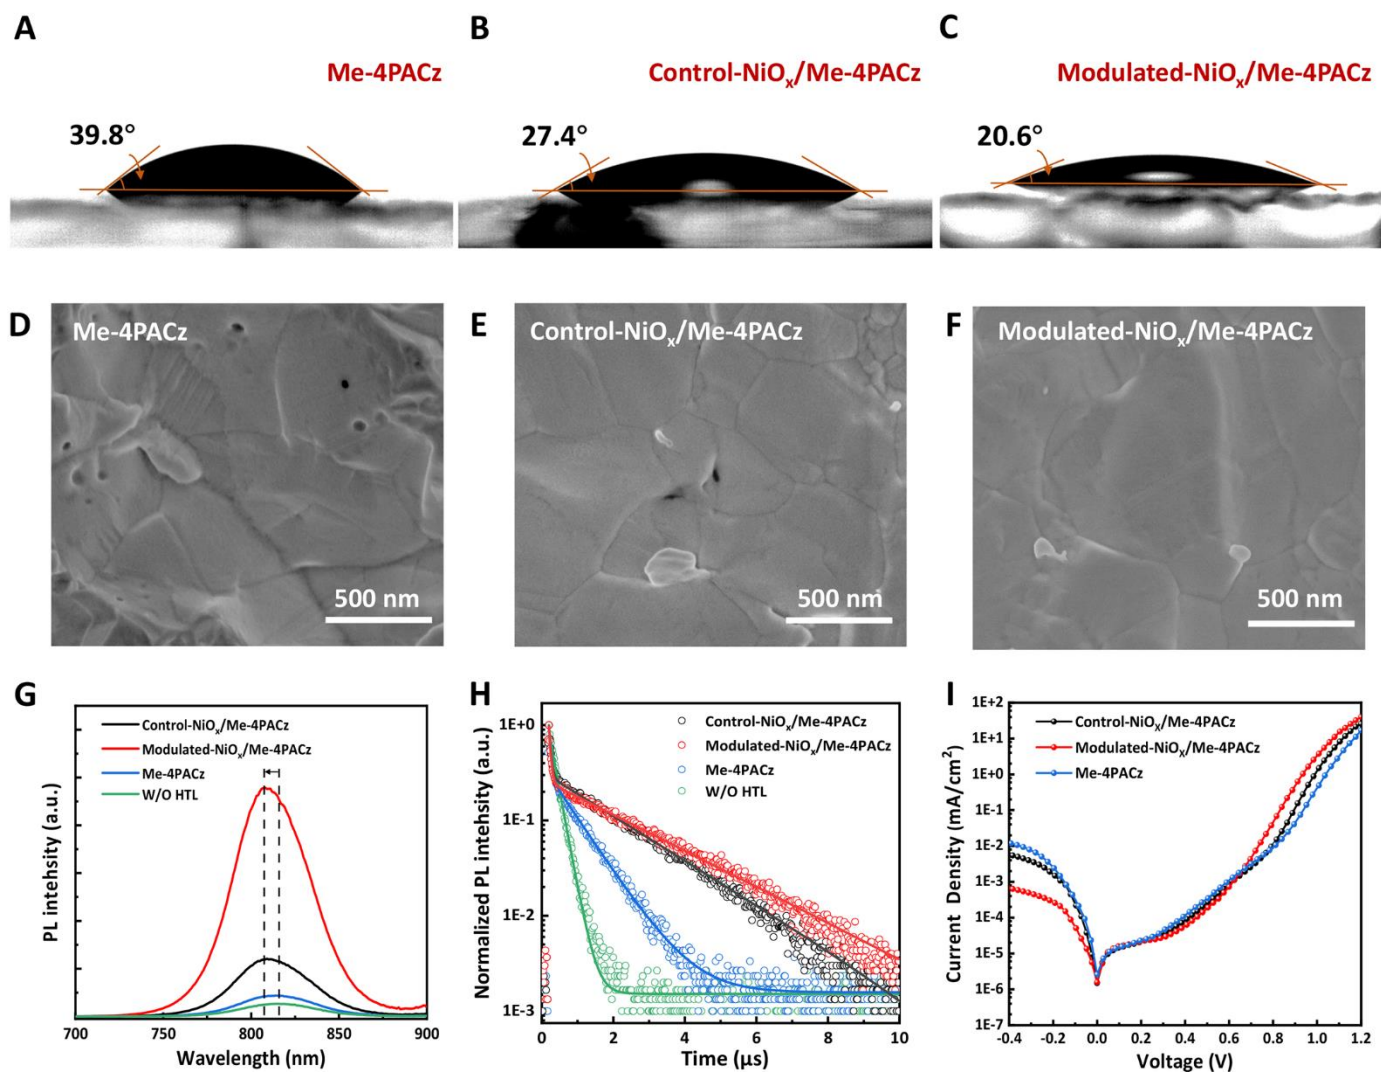 A
Me-4PACz
39.8°
B
Control-NiOx/Me-4PACz
27.4°
C
Modulated-NiOx/Me-4PACz
20.6°
D
Me-4PACz
500 nm
E
Control-NiOx/Me-4PACz
500 nm
F
Modulated-NiOx/Me-4PACz
500 nm
G
PL intehsity (a.u.)
Control-NiOx/Me-4PACz
Modulated-NiOx/Me-4PACz
Me-4PACz
W/O HTL
700 750 800 850 900
Wavelength (nm)
H
Normalized PL intehsity (a.u.)
1E+0
1E-1
1E-2
1E-3
Control-NiOx/Me-4PACz
Modulated-NiOx/Me-4PACz
Me-4PACz
W/O HTL
0 2 4 6 8 10
Time (μs)
I
Current Density (mA/cm²)
1E+2
1E+1
1E+0
1E-1
1E-2
1E-3
1E-4
1E-5
1E-6
1E-7
Control-NiOx/Me-4PACz
Modulated-NiOx/Me-4PACz
Me-4PACz
-0.4 -0.2 0.0 0.2 0.4 0.6 0.8 1.0 1.2
Voltage (V)